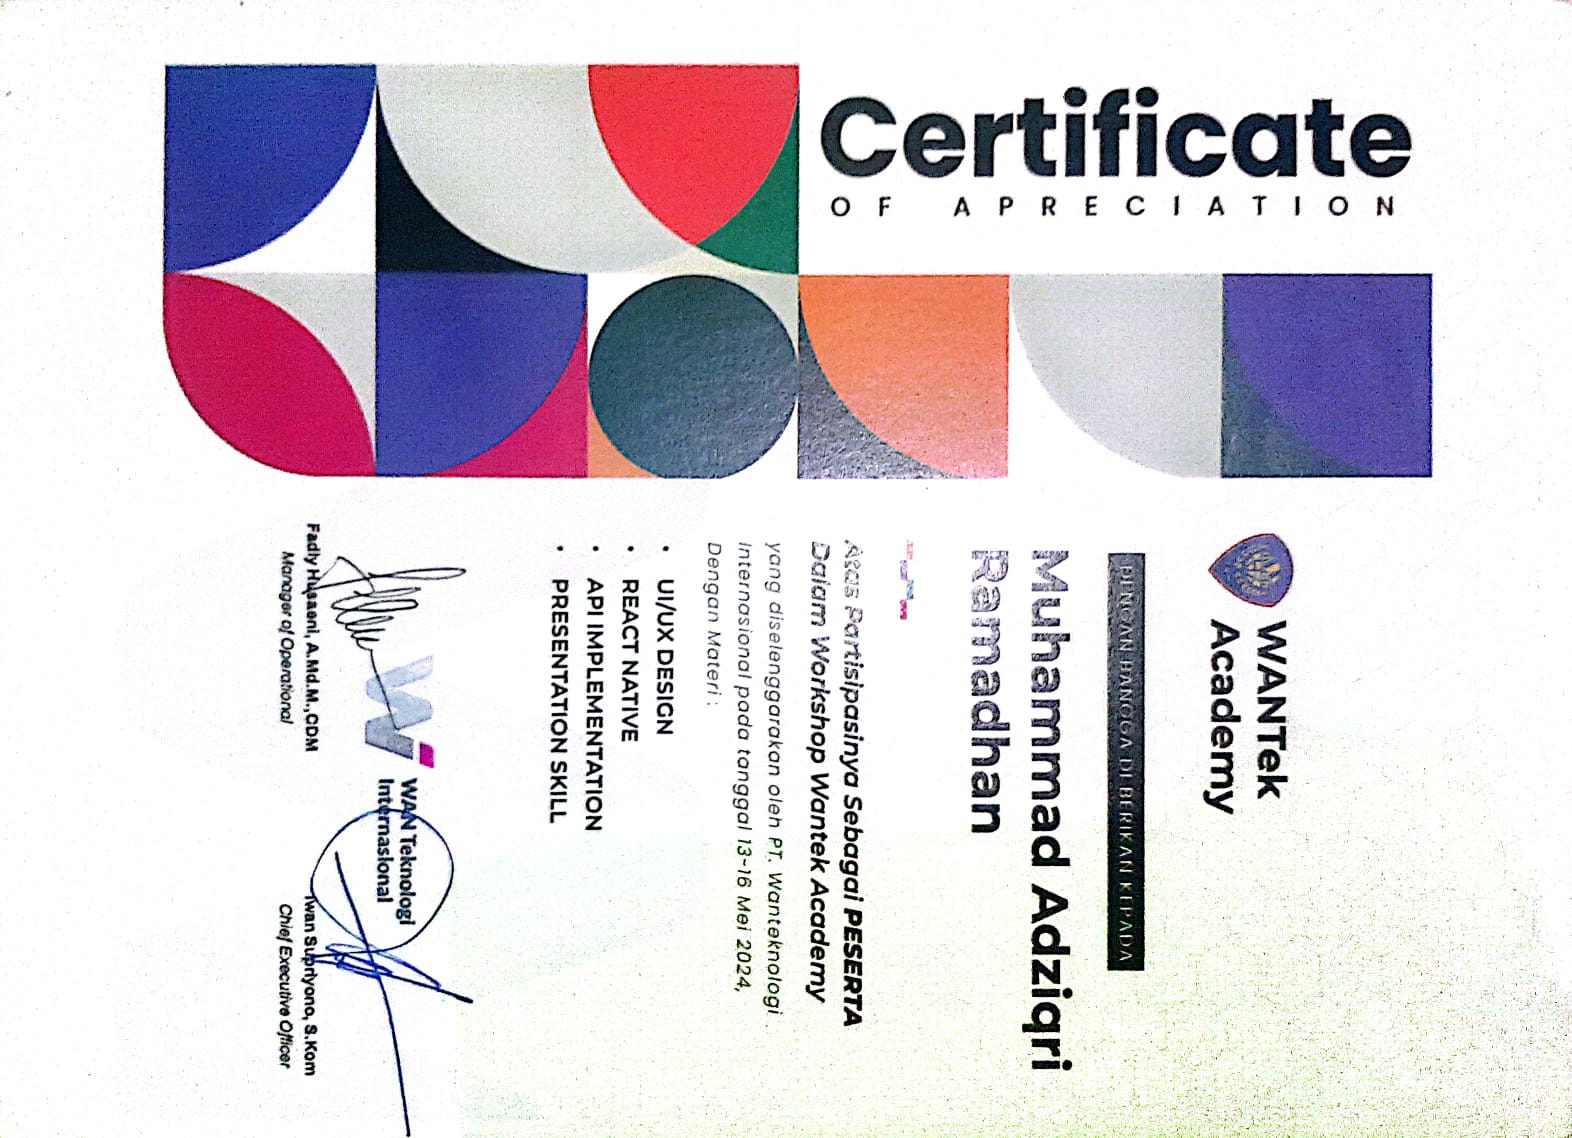 Certificate
OF APRECIATION
WANTek
Academy
DENGAN BANGGA DI BERIKAN KEPADA
Muhammad Adziqri
Ramadhan
Atas Partisipasinya Sebagai PESERTA
Dalam Workshop Wantek Academy
yang diselenggarakan oleh PT. Wanteknologi
Internasional pada tanggal 13-16 Mei 2024,
Dengan Materi :
• UI/UX DESIGN
• REACT NATIVE
• API IMPLEMENTATION
• PRESENTATION SKILL
WAN Teknologi
Internasional
Fadly Husaeni, A.Md.M.,CDM
Manager of Operational
Iwan Supriyono, S.Kom
Chief Executive Officer